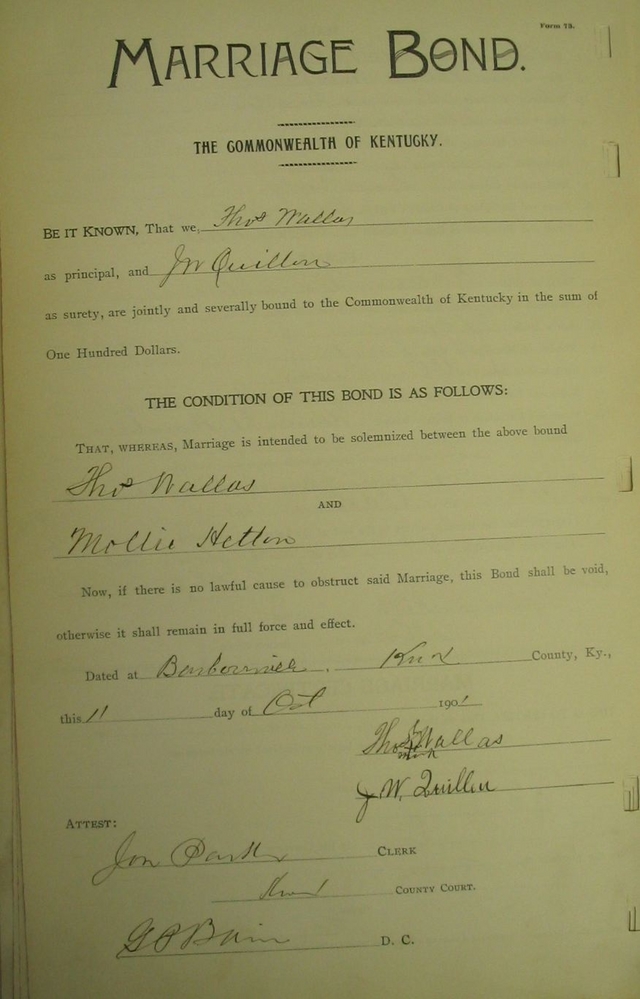 Form 19.
MARRIAGE BOND.
THE COMMONWEALTH OF KENTUCKY.
BE IT KNOWN, That we, Thos Wallas
as principal, and JW Quillon
as surety, are jointly and severally bound to the Commonwealth of Kentucky in the sum of
One Hundred Dollars.
THE CONDITION OF THIS BOND IS AS FOLLOWS:
THAT, WHEREAS, Marriage is intended to be solemnized between the above bound
Thos Wallas
AND
Mollie Hetton
Now, if there is no lawful cause to obstruct said Marriage, this Bond shall be void,
otherwise it shall remain in full force and effect.
Dated at Barbourville, Knox County, Ky.,
this 11 day of Oct 1901
Thos Wallas
J W. Quillen
ATTEST:
CLERK
Knox COUNTY COURT.
D. C.